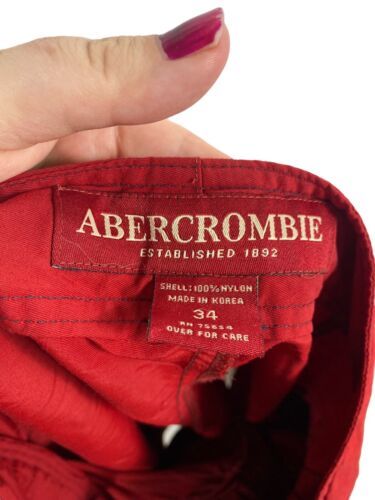 ABERCROMBIE
ESTABLISHED 1892
SHELL: 100% NYLON
MADE IN KOREA
34
RN 75654
OVER FOR CARE